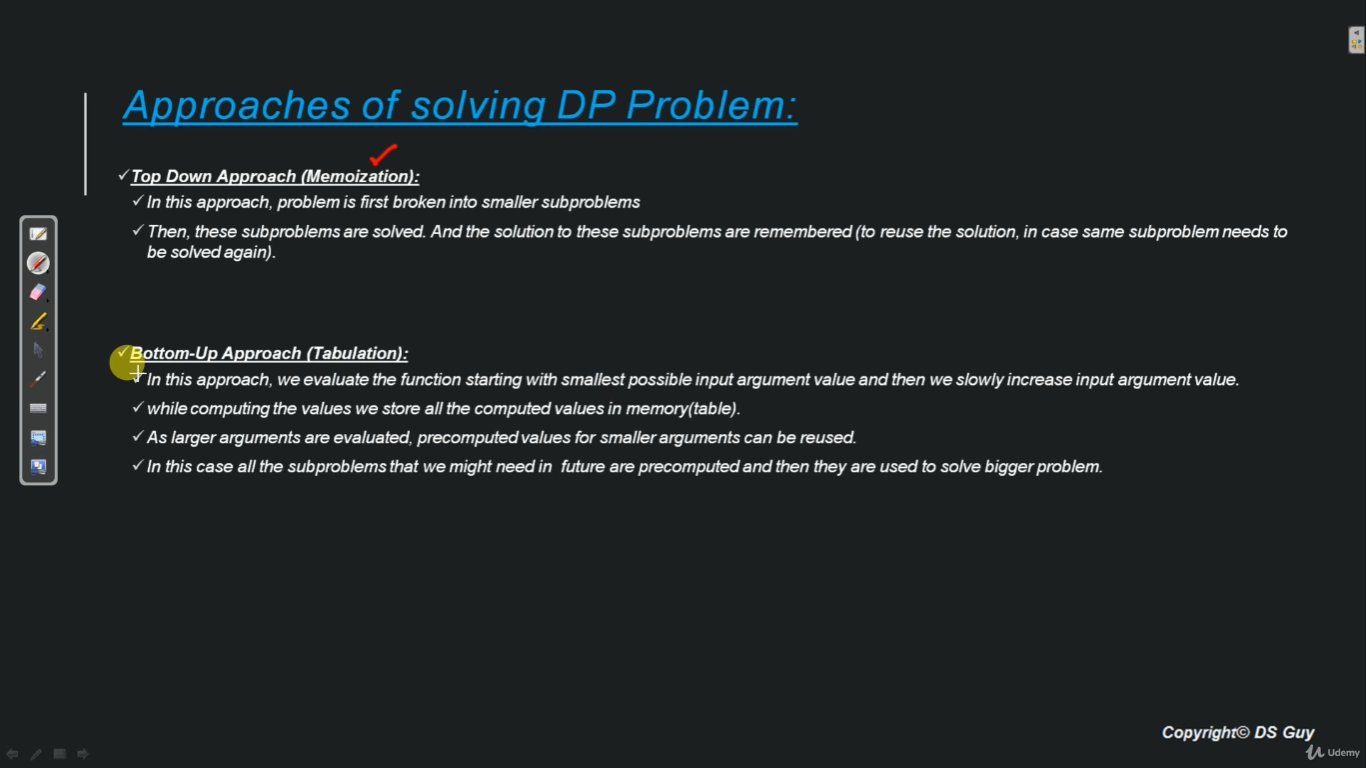 Approaches of solving DP Problem:
Top Down Approach (Memoization):
In this approach, problem is first broken into smaller subproblems
Then, these subproblems are solved. And the solution to these subproblems are remembered (to reuse the solution, in case same subproblem needs to
be solved again).
Bottom-Up Approach (Tabulation):
In this approach, we evaluate the function starting with smallest possible input argument value and then we slowly increase input argument value.
while computing the values we store all the computed values in memory(table).
As larger arguments are evaluated, precomputed values for smaller arguments can be reused.
In this case all the subproblems that we might need in future are precomputed and then they are used to solve bigger problem.
Copyright© DS Guy
Udemy